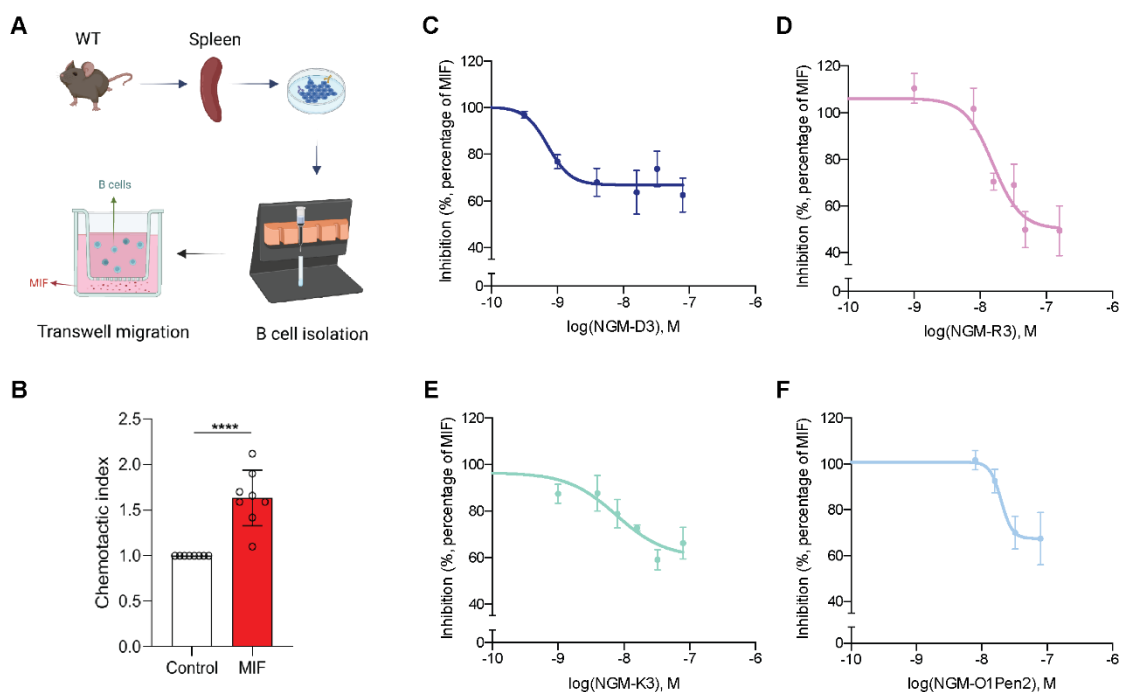 A
WT
Spleen
B cells
MIF
Transwell migration
B cell isolation
B
Chemotactic index
2.5
2.0
1.5
1.0
0.5
0.0
****
Control
MIF
C
Inhibition (%, percentage of MIF)
120
100
80
60
40
0
-10
-9
-8
-7
-6
log(NGM-D3), M
D
Inhibition (%, percentage of MIF)
120
100
80
60
40
0
-10
-9
-8
-7
-6
log(NGM-R3), M
E
Inhibition (%, percentage of MIF)
120
100
80
60
40
0
-10
-9
-8
-7
-6
log(NGM-K3), M
F
Inhibition (%, percentage of MIF)
120
100
80
60
40
0
-10
-9
-8
-7
-6
log(NGM-O1Pen2), M